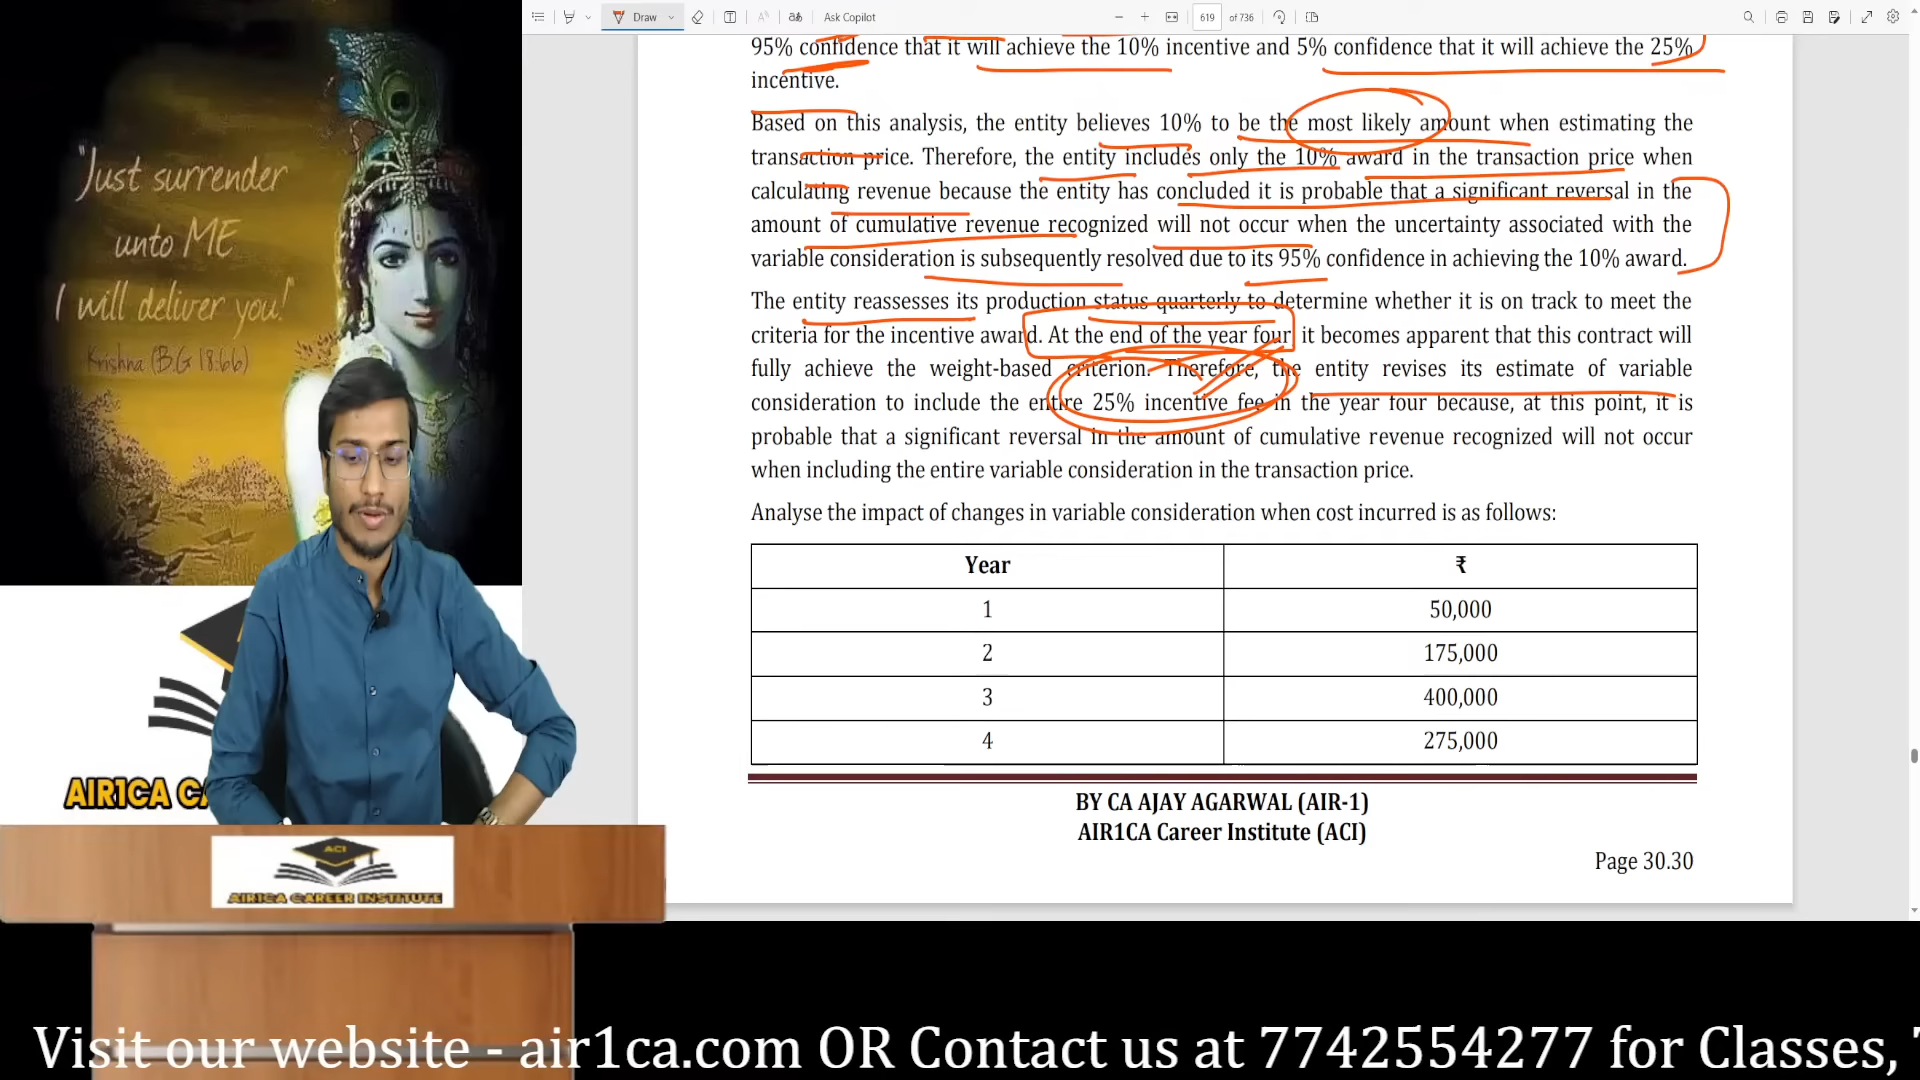 Draw
Ask Copilot
619 of 736
95% confidence that it will achieve the 10% incentive and 5% confidence that it will achieve the 25%
incentive.
Based on this analysis, the entity believes 10% to be the most likely amount when estimating the
transaction price. Therefore, the entity includes only the 10% award in the transaction price when
calculating revenue because the entity has concluded it is probable that a significant reversal in the
amount of cumulative revenue recognized will not occur when the uncertainty associated with the
variable consideration is subsequently resolved due to its 95% confidence in achieving the 10% award.
The entity reassesses its production status quarterly to determine whether it is on track to meet the
criteria for the incentive award. At the end of the year four, it becomes apparent that this contract will
fully achieve the weight-based criterion. Therefore, the entity revises its estimate of variable
consideration to include the entire 25% incentive fee in the year four because, at this point, it is
probable that a significant reversal in the amount of cumulative revenue recognized will not occur
when including the entire variable consideration in the transaction price.
Analyse the impact of changes in variable consideration when cost incurred is as follows:
Year ₹
1 50,000
2 175,000
3 400,000
4 275,000
BY CA AJAY AGARWAL (AIR-1)
AIR1CA Career Institute (ACI)
Page 30.30
"Just surrender
unto ME
I will deliver you!"
Krishna (B.G 18.66)
AIR1CA CA
ACI
AIR1CA CAREER INSTITUTE
Visit our website - air1ca.com OR Contact us at 7742554277 for Classes,